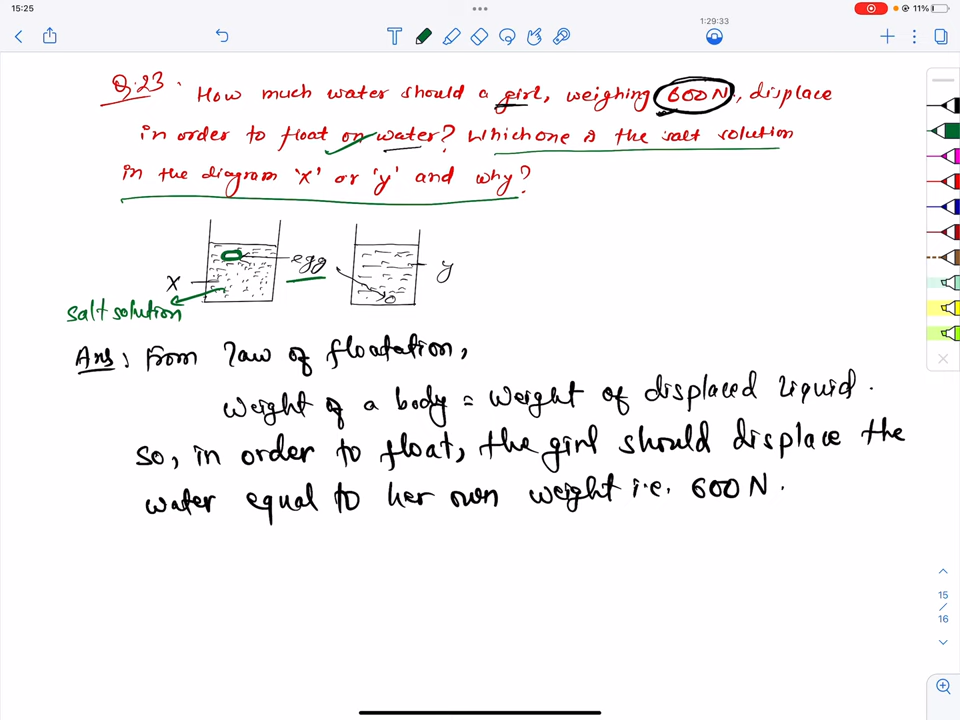 15:25
11%
1:29:33
Q.23. How much water should a girl, weighing 600 N, displace
in order to float on water? Which one is the salt solution
in the diagram 'x' or 'y' and why?
egg
x
y
salt solution
Ans: From law of floatation,
Weight of a body = Weight of displaced liquid.
so, in order to float, the girl should displace the
water equal to her own weight i.e. 600 N.
15
/
16